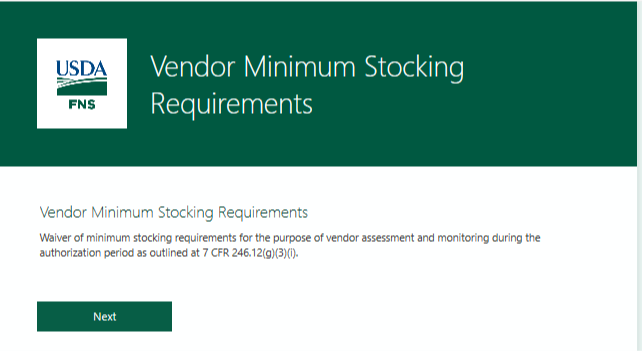 USDA
FNS
Vendor Minimum Stocking
Requirements
Vendor Minimum Stocking Requirements
Waiver of minimum stocking requirements for the purpose of vendor assessment and monitoring during the
authorization period as outlined at 7 CFR 246.12(g)(3)(i).
Next